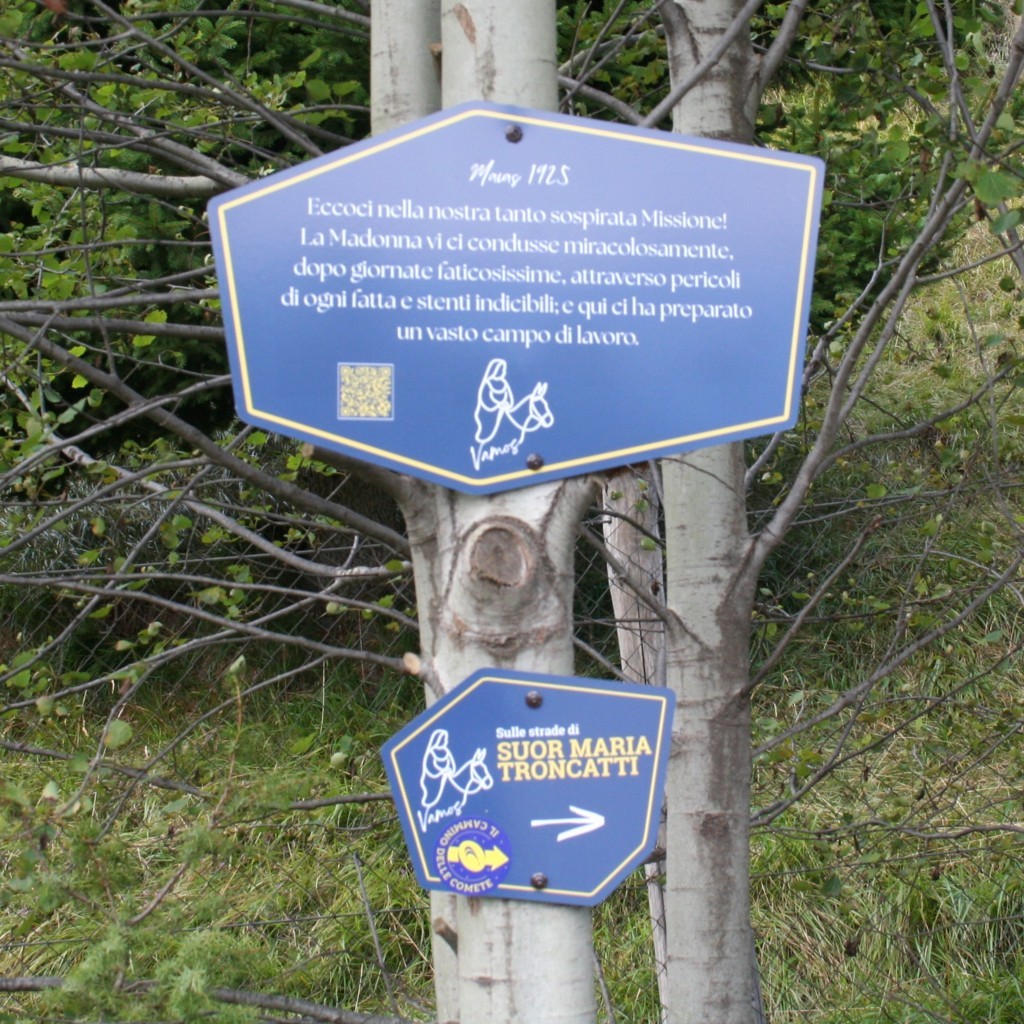 Macas 1925
Eccoci nella nostra tanto sospirata Missione!
La Madonna vi ci condusse miracolosamente,
dopo giornate faticosissime, attraverso pericoli
di ogni fatta e stenti indicibili; e qui ci ha preparato
un vasto campo di lavoro.
Vamos
Sulle strade di
SUOR MARIA
TRONCATTI
Vamos
IL CAMMINO
DELLE COMETE